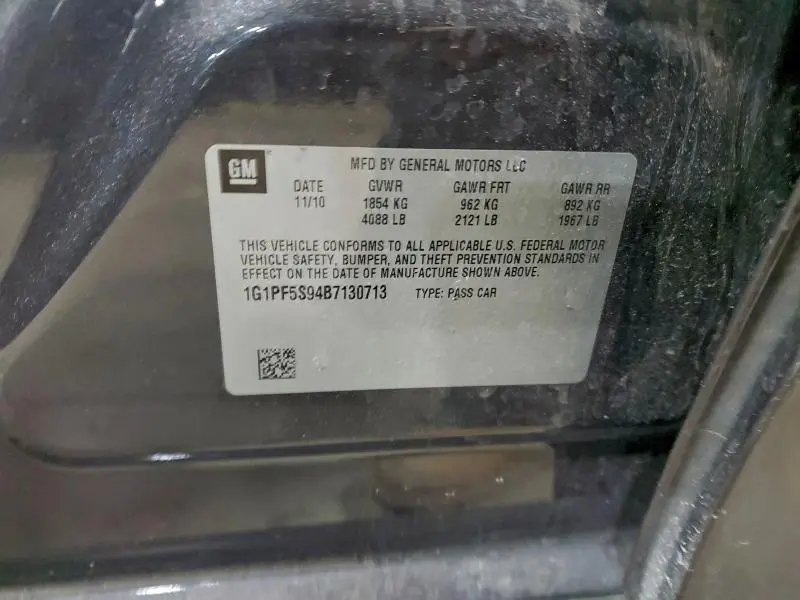 GM
MFD BY GENERAL MOTORS LLC
DATE GVWR GAWR FRT GAWR RR
11/10 1854 KG 962 KG 892 KG
4088 LB 2121 LB 1967 LB
THIS VEHICLE CONFORMS TO ALL APPLICABLE U.S. FEDERAL MOTOR
VEHICLE SAFETY, BUMPER, AND THEFT PREVENTION STANDARDS IN
EFFECT ON THE DATE OF MANUFACTURE SHOWN ABOVE.
1G1PF5S94B7130713 TYPE: PASS CAR